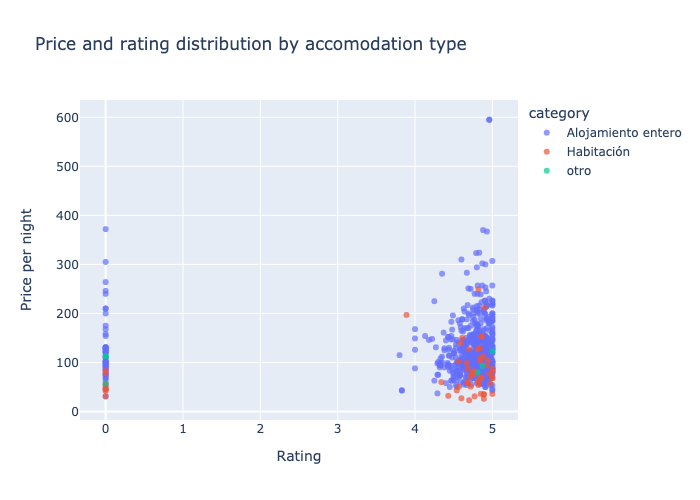 Price and rating distribution by accomodation type
category
Alojamiento entero
Habitación
otro
Price per night
600
500
400
300
200
100
0
0 1 2 3 4 5
Rating